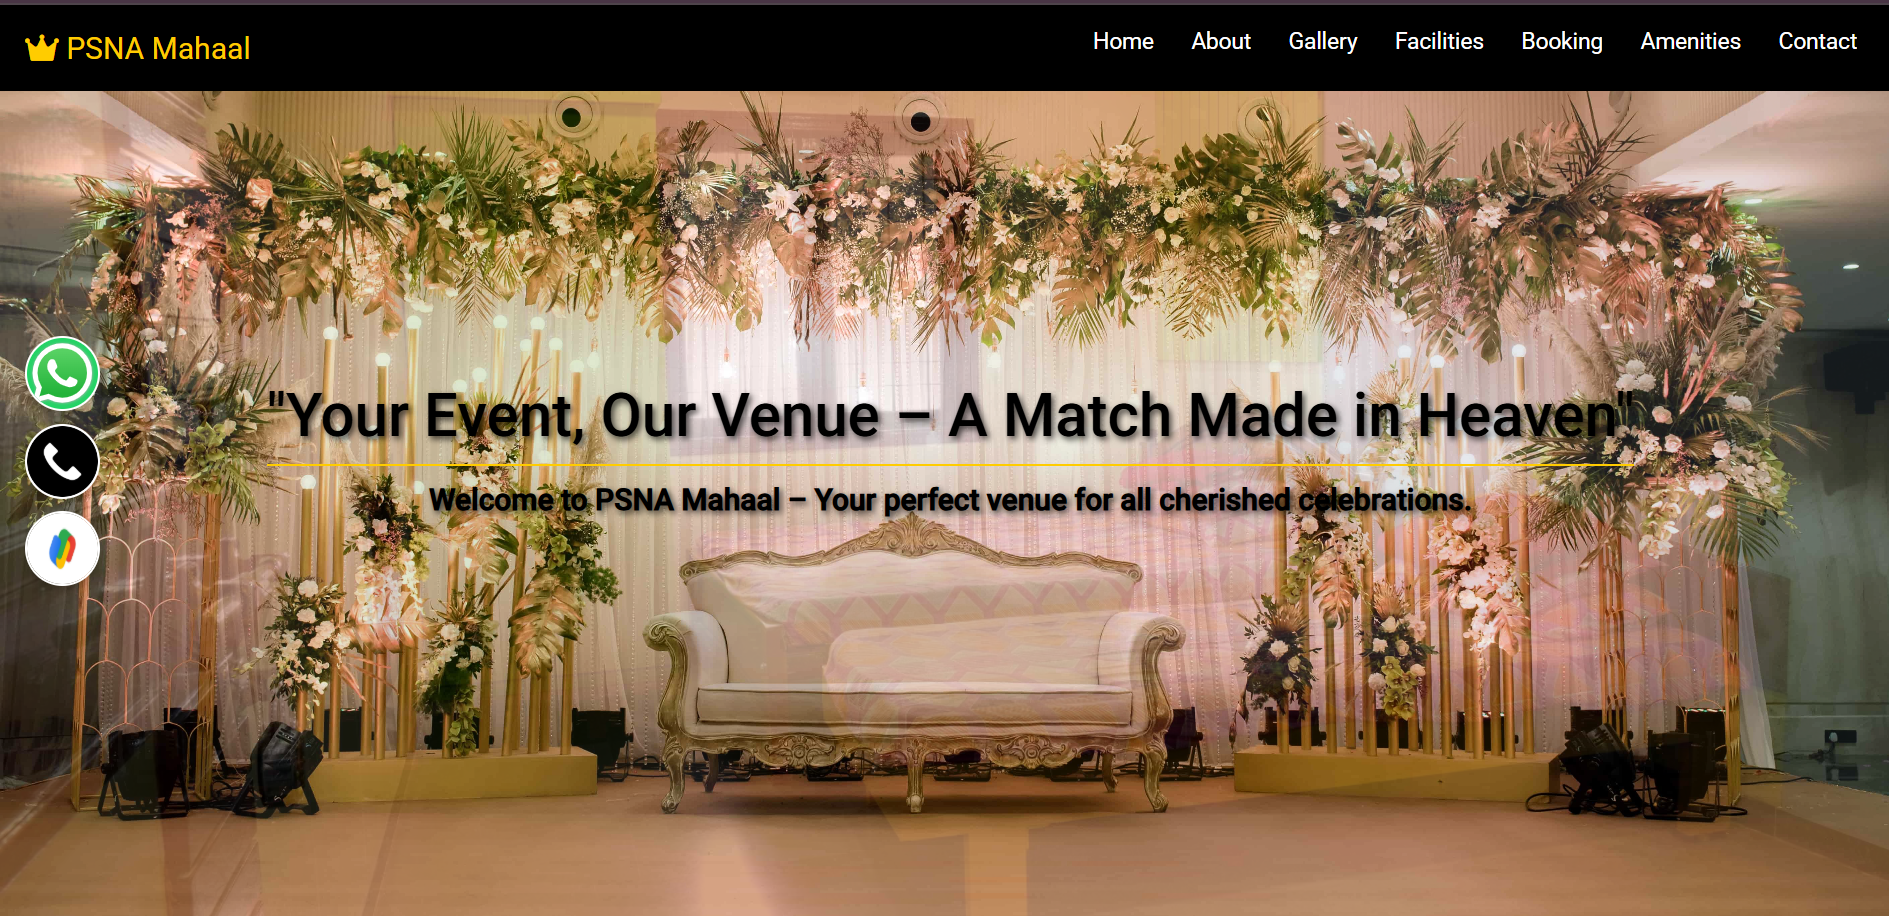 PSNA Mahaal
Home About Gallery Facilities Booking Amenities Contact
"Your Event, Our Venue – A Match Made in Heaven"
Welcome to PSNA Mahaal – Your perfect venue for all cherished celebrations.